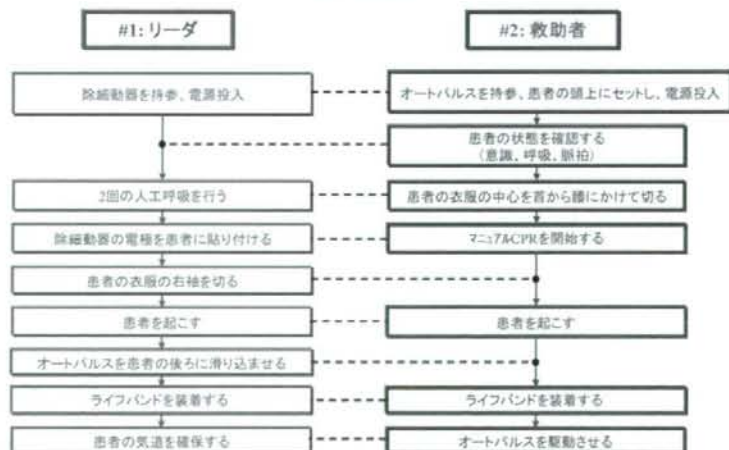 #1: リーダ
#2: 救助者
除細動器を持参、電源投入
オートパルスを持参、患者の頭上にセットし、電源投入
患者の状態を確認する
(意識、呼吸、脈拍)
2回の人工呼吸を行う
患者の衣服の中心を首から腰にかけて切る
除細動器の電極を患者に貼り付ける
マニュアルCPRを開始する
患者の衣服の右袖を切る
患者を起こす
患者を起こす
オートパルスを患者の後ろに滑り込ませる
ライフバンドを装着する
ライフバンドを装着する
患者の気道を確保する
オートパルスを駆動させる